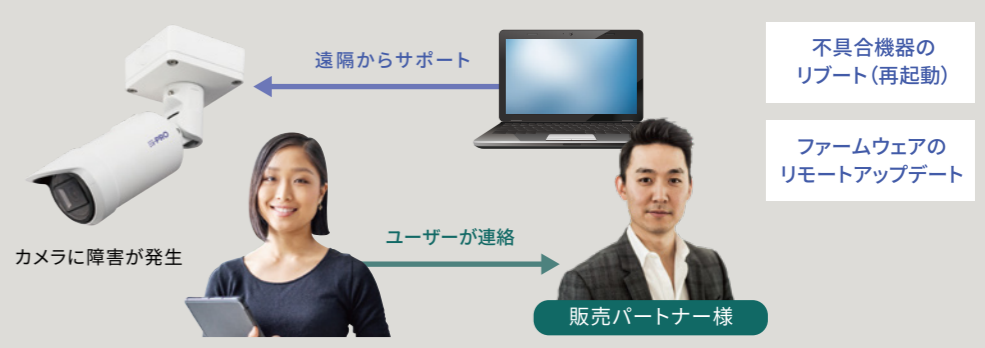 遠隔からサポート
不具合機器の
リブート（再起動）
ファームウェアの
リモートアップデート
i-PRO
カメラに障害が発生
ユーザーが連絡
販売パートナー様